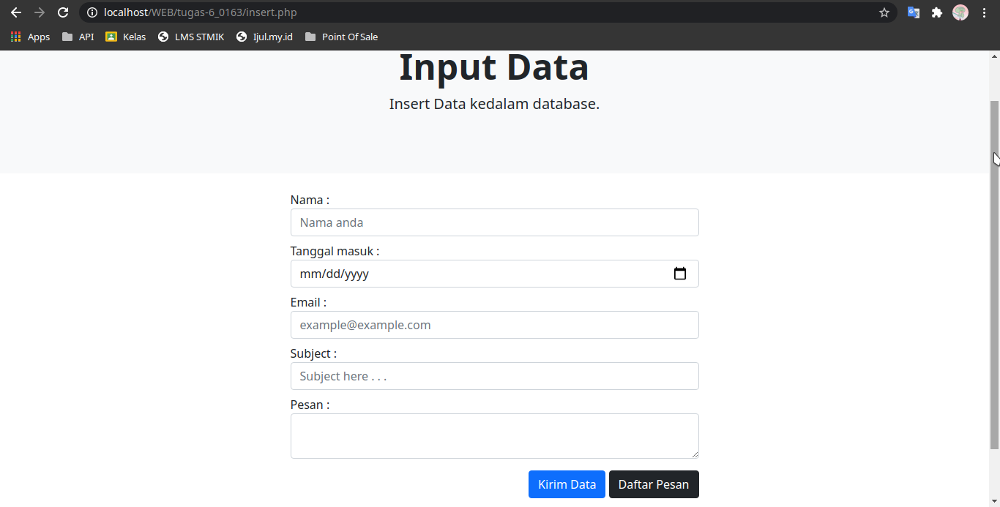 localhost/WEB/tugas-6_0163/insert.php
Apps API Kelas LMS STMIK Ijul.my.id Point Of Sale
Input Data
Insert Data kedalam database.
Nama :
Nama anda
Tanggal masuk :
mm/dd/yyyy
Email :
example@example.com
Subject :
Subject here . . .
Pesan :
Kirim Data Daftar Pesan